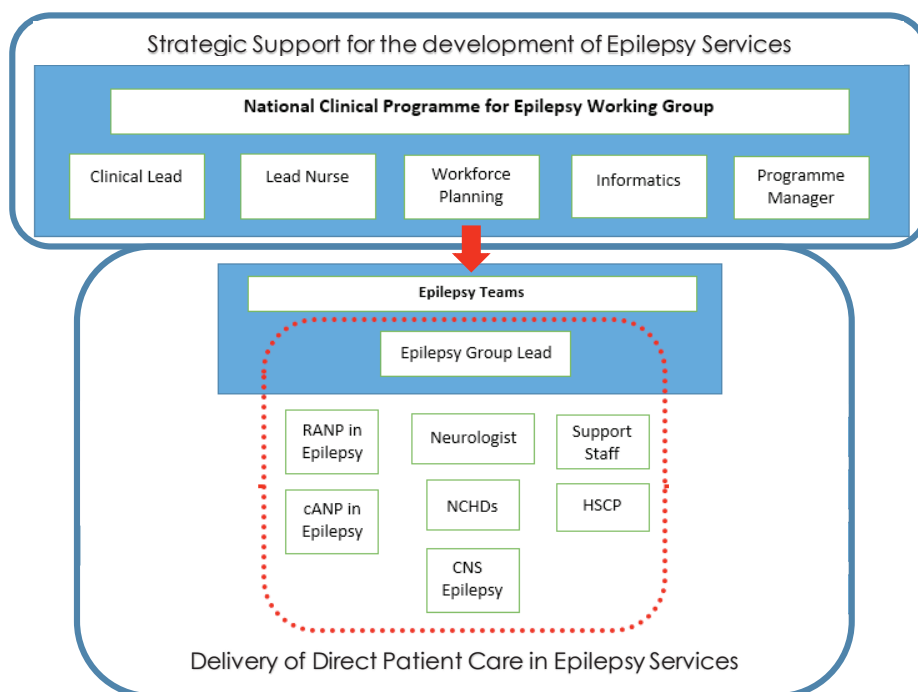 Strategic Support for the development of Epilepsy Services
National Clinical Programme for Epilepsy Working Group
Clinical Lead
Lead Nurse
Workforce
Planning
Informatics
Programme
Manager
Epilepsy Teams
Epilepsy Group Lead
RANP in
Epilepsy
Neurologist
Support
Staff
cANP in
Epilepsy
NCHDs
HSCP
CNS
Epilepsy
Delivery of Direct Patient Care in Epilepsy Services